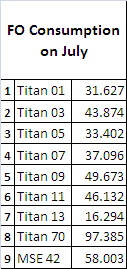 FO Consumption
on July
1 Titan 01 31.627
2 Titan 03 43.874
3 Titan 05 33.402
4 Titan 07 37.096
5 Titan 09 49.673
6 Titan 11 46.132
7 Titan 13 16.294
8 Titan 70 97.385
9 MSE 42 58.003